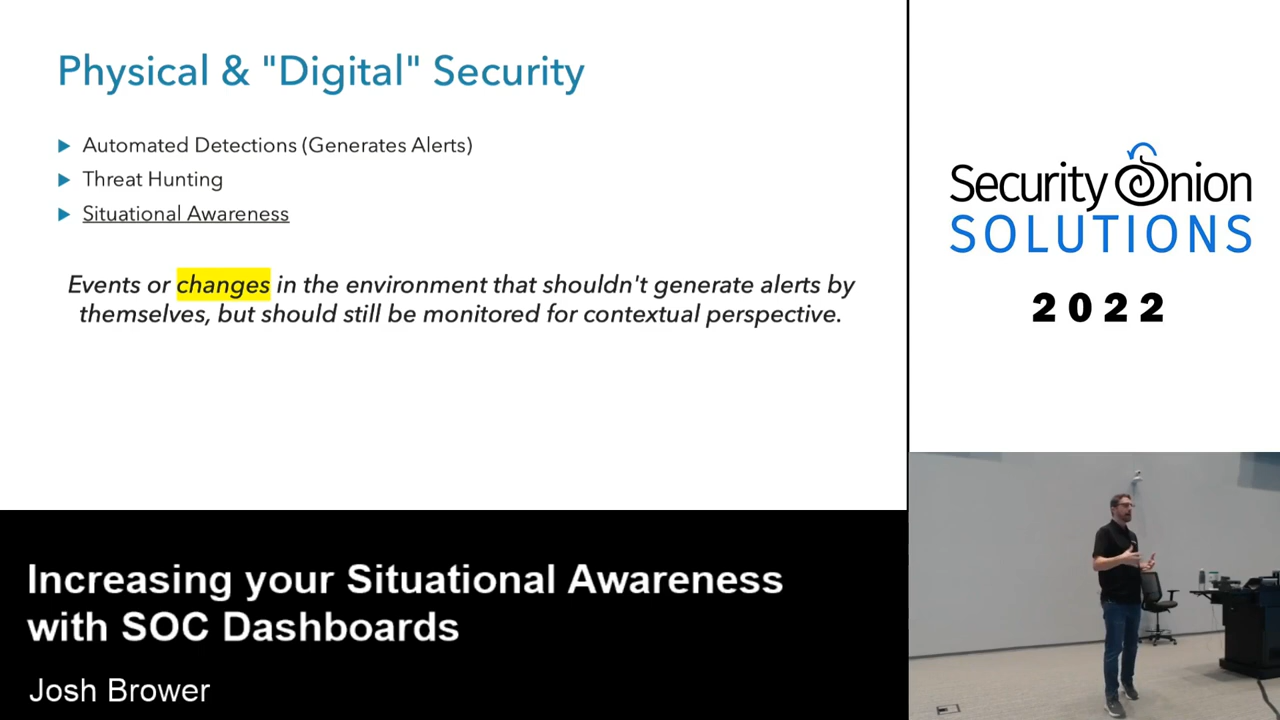 Physical & "Digital" Security
Automated Detections (Generates Alerts)
Threat Hunting
Situational Awareness
Events or changes in the environment that shouldn't generate alerts by
themselves, but should still be monitored for contextual perspective.
Security Onion
SOLUTIONS
2022
Increasing your Situational Awareness
with SOC Dashboards
Josh Brower